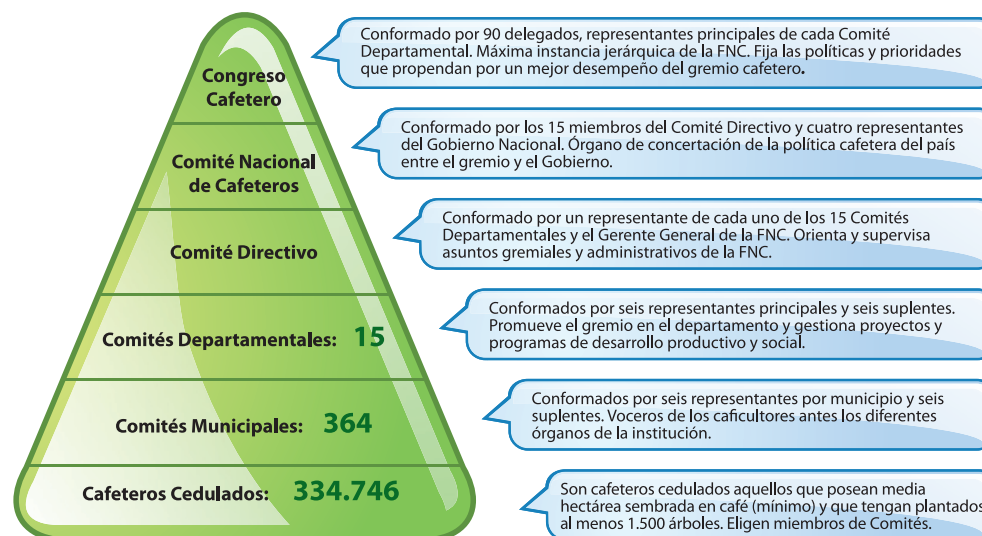 Congreso
Cafetero
Conformado por 90 delegados, representantes principales de cada Comité
Departamental. Máxima instancia jerárquica de la FNC. Fija las políticas y prioridades
que propendan por un mejor desempeño del gremio cafetero.
Comité Nacional
de Cafeteros
Conformado por los 15 miembros del Comité Directivo y cuatro representantes
del Gobierno Nacional. Órgano de concertación de la política cafetera del país
entre el gremio y el Gobierno.
Comité Directivo
Conformado por un representante de cada uno de los 15 Comités
Departamentales y el Gerente General de la FNC. Orienta y supervisa
asuntos gremiales y administrativos de la FNC.
Comités Departamentales: 15
Conformados por seis representantes principales y seis suplentes.
Promueve el gremio en el departamento y gestiona proyectos y
programas de desarrollo productivo y social.
Comités Municipales: 364
Conformados por seis representantes por municipio y seis
suplentes. Voceros de los caficultores ante los diferentes
órganos de la institución.
Cafeteros Cedulados: 334.746
Son cafeteros cedulados aquellos que posean media
hectárea sembrada en café (mínimo) y que tengan plantados
al menos 1.500 árboles. Eligen miembros de Comités.